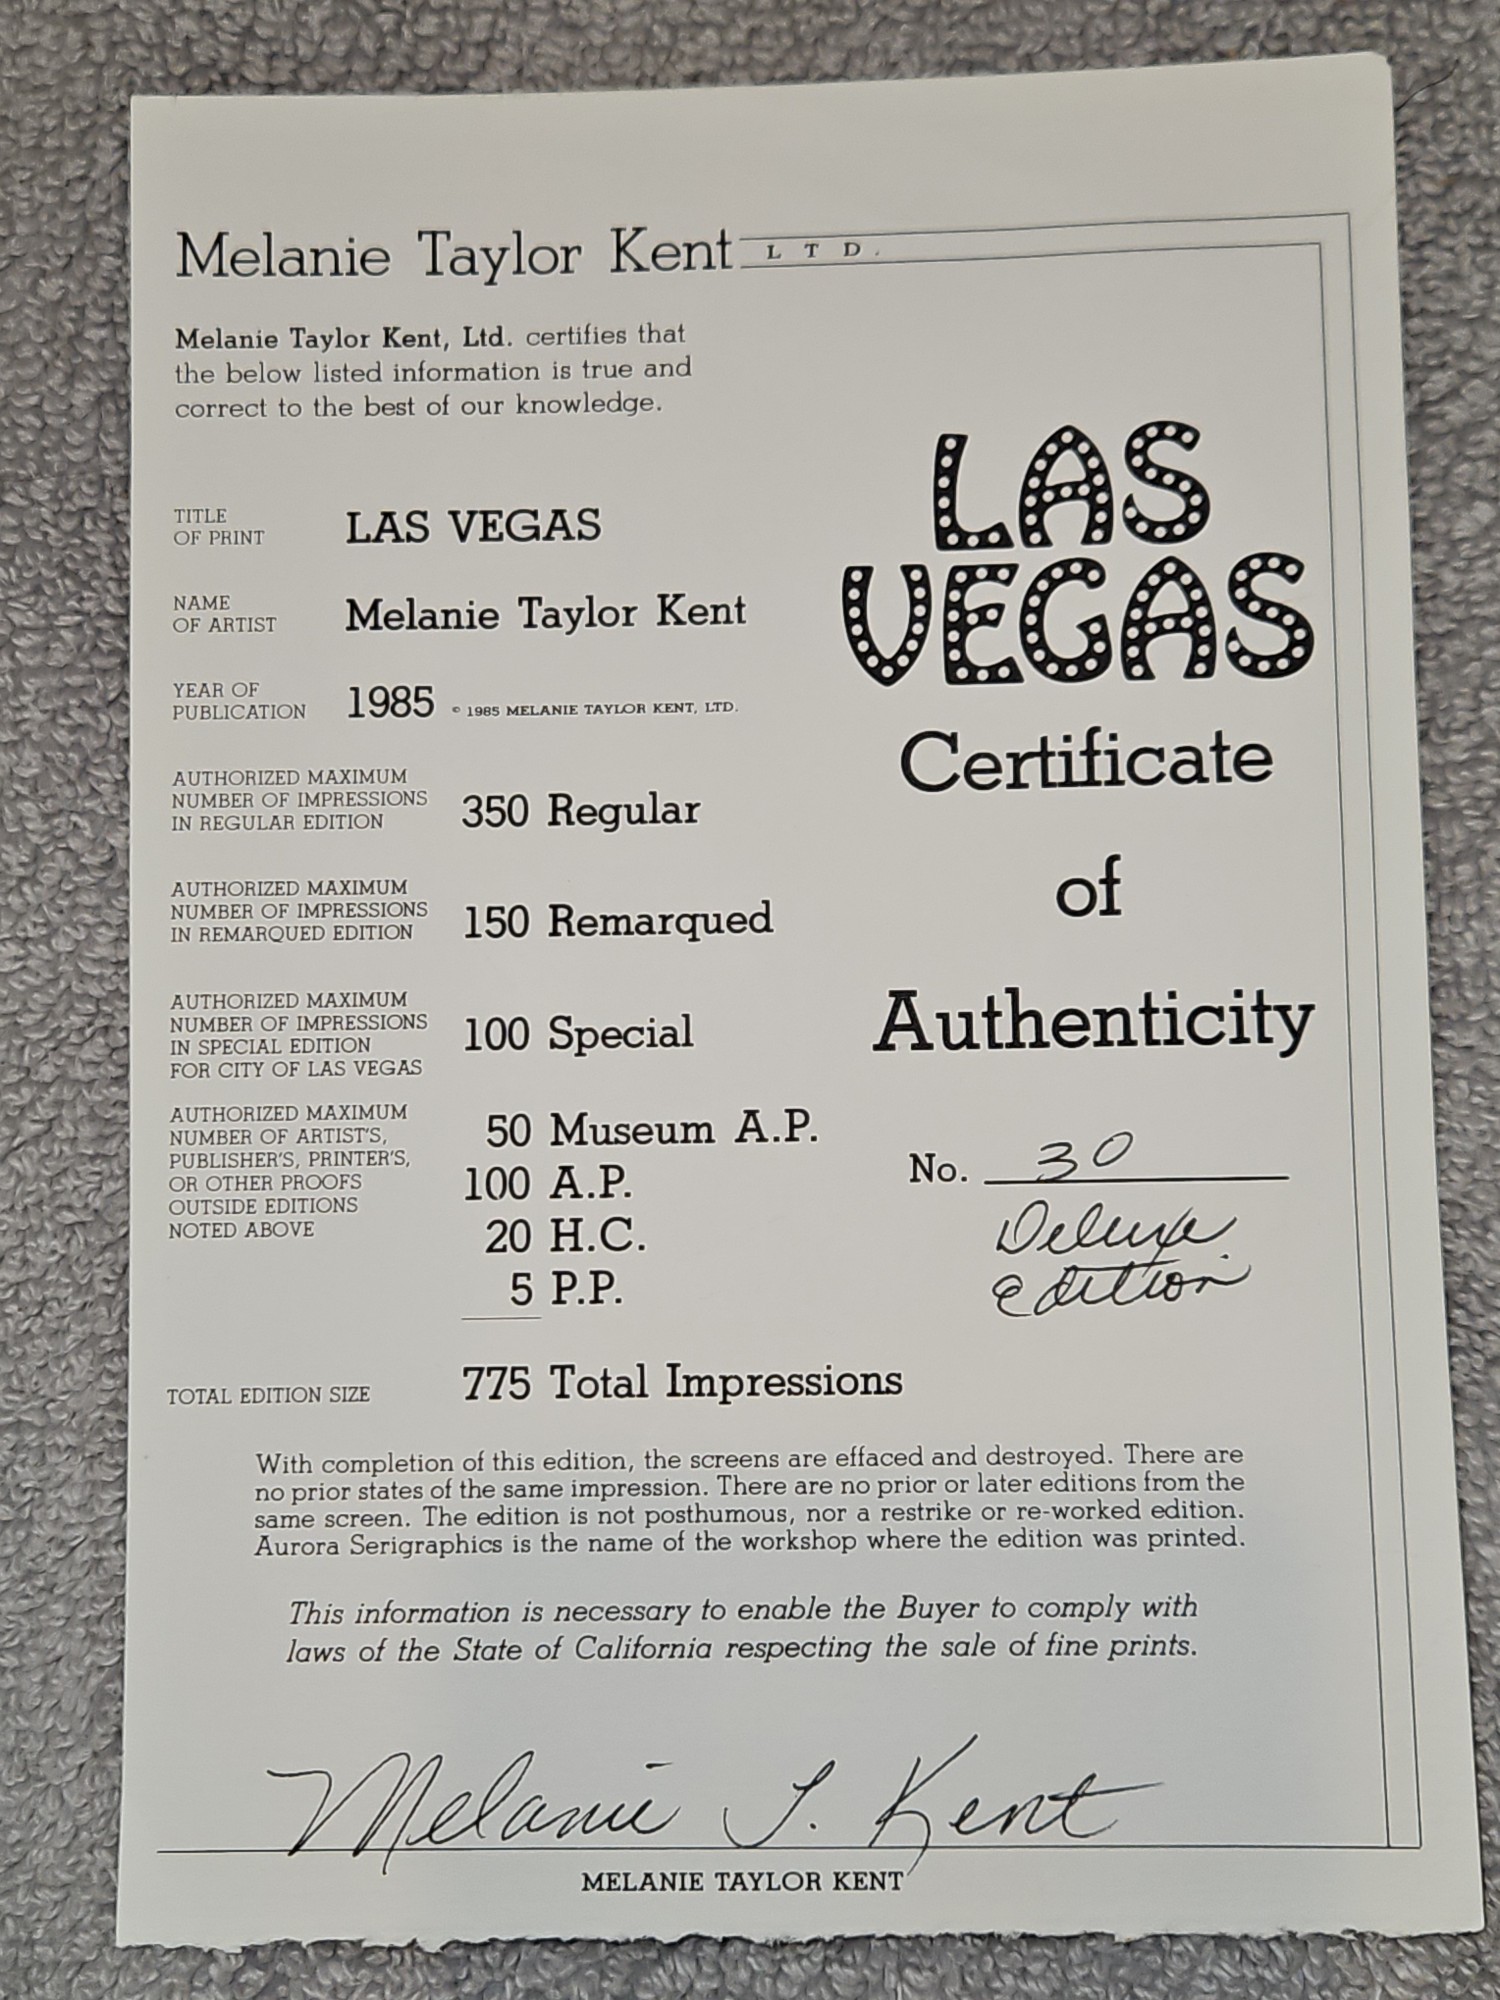 Melanie Taylor Kent L T D.
Melanie Taylor Kent, Ltd. certifies that
the below listed information is true and
correct to the best of our knowledge.
LAS
VEGAS
Certificate
of
Authenticity
No. 30
Deluxe
edition
TITLE
OF PRINT
LAS VEGAS
NAME
OF ARTIST
Melanie Taylor Kent
YEAR OF
PUBLICATION
1985 © 1985 MELANIE TAYLOR KENT, LTD.
AUTHORIZED MAXIMUM
NUMBER OF IMPRESSIONS
IN REGULAR EDITION
350 Regular
AUTHORIZED MAXIMUM
NUMBER OF IMPRESSIONS
IN REMARQUED EDITION
150 Remarqued
AUTHORIZED MAXIMUM
NUMBER OF IMPRESSIONS
IN SPECIAL EDITION
FOR CITY OF LAS VEGAS
100 Special
AUTHORIZED MAXIMUM
NUMBER OF ARTIST'S,
PUBLISHER'S, PRINTER'S,
OR OTHER PROOFS
OUTSIDE EDITIONS
NOTED ABOVE
50 Museum A.P.
100 A.P.
20 H.C.
5 P.P.
TOTAL EDITION SIZE
775 Total Impressions
With completion of this edition, the screens are effaced and destroyed. There are
no prior states of the same impression. There are no prior or later editions from the
same screen. The edition is not posthumous, nor a restrike or re-worked edition.
Aurora Serigraphics is the name of the workshop where the edition was printed.
This information is necessary to enable the Buyer to comply with
laws of the State of California respecting the sale of fine prints.
Melanie T. Kent
MELANIE TAYLOR KENT